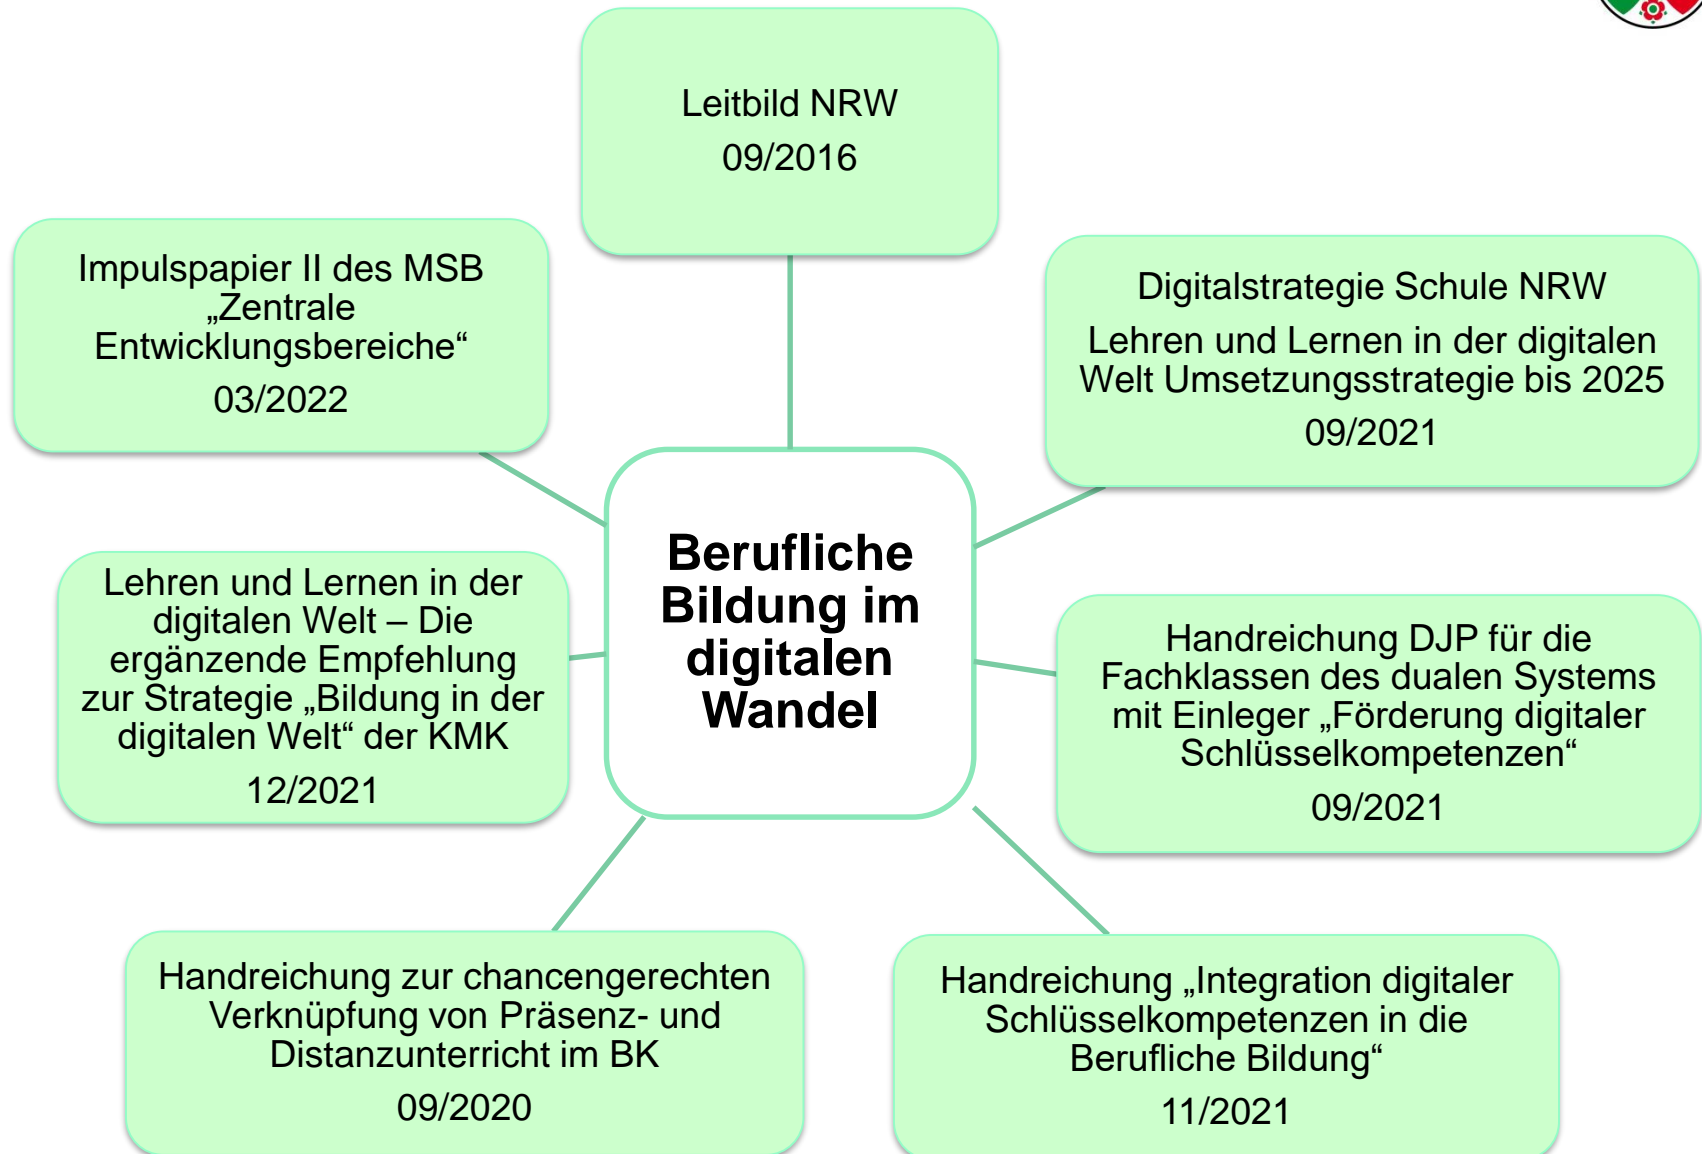 Leitbild NRW
09/2016
Digitalstrategie Schule NRW
Lehren und Lernen in der digitalen
Welt Umsetzungsstrategie bis 2025
09/2021
Handreichung DJP für die
Fachklassen des dualen Systems
mit Einleger „Förderung digitaler
Schlüsselkompetenzen“
09/2021
Handreichung „Integration digitaler
Schlüsselkompetenzen in die
Berufliche Bildung“
11/2021
Handreichung zur chancengerechten
Verknüpfung von Präsenz- und
Distanzunterricht im BK
09/2020
Lehren und Lernen in der
digitalen Welt – Die
ergänzende Empfehlung
zur Strategie „Bildung in der
digitalen Welt“ der KMK
12/2021
Impulspapier II des MSB
„Zentrale
Entwicklungsbereiche“
03/2022
Berufliche
Bildung im
digitalen
Wandel